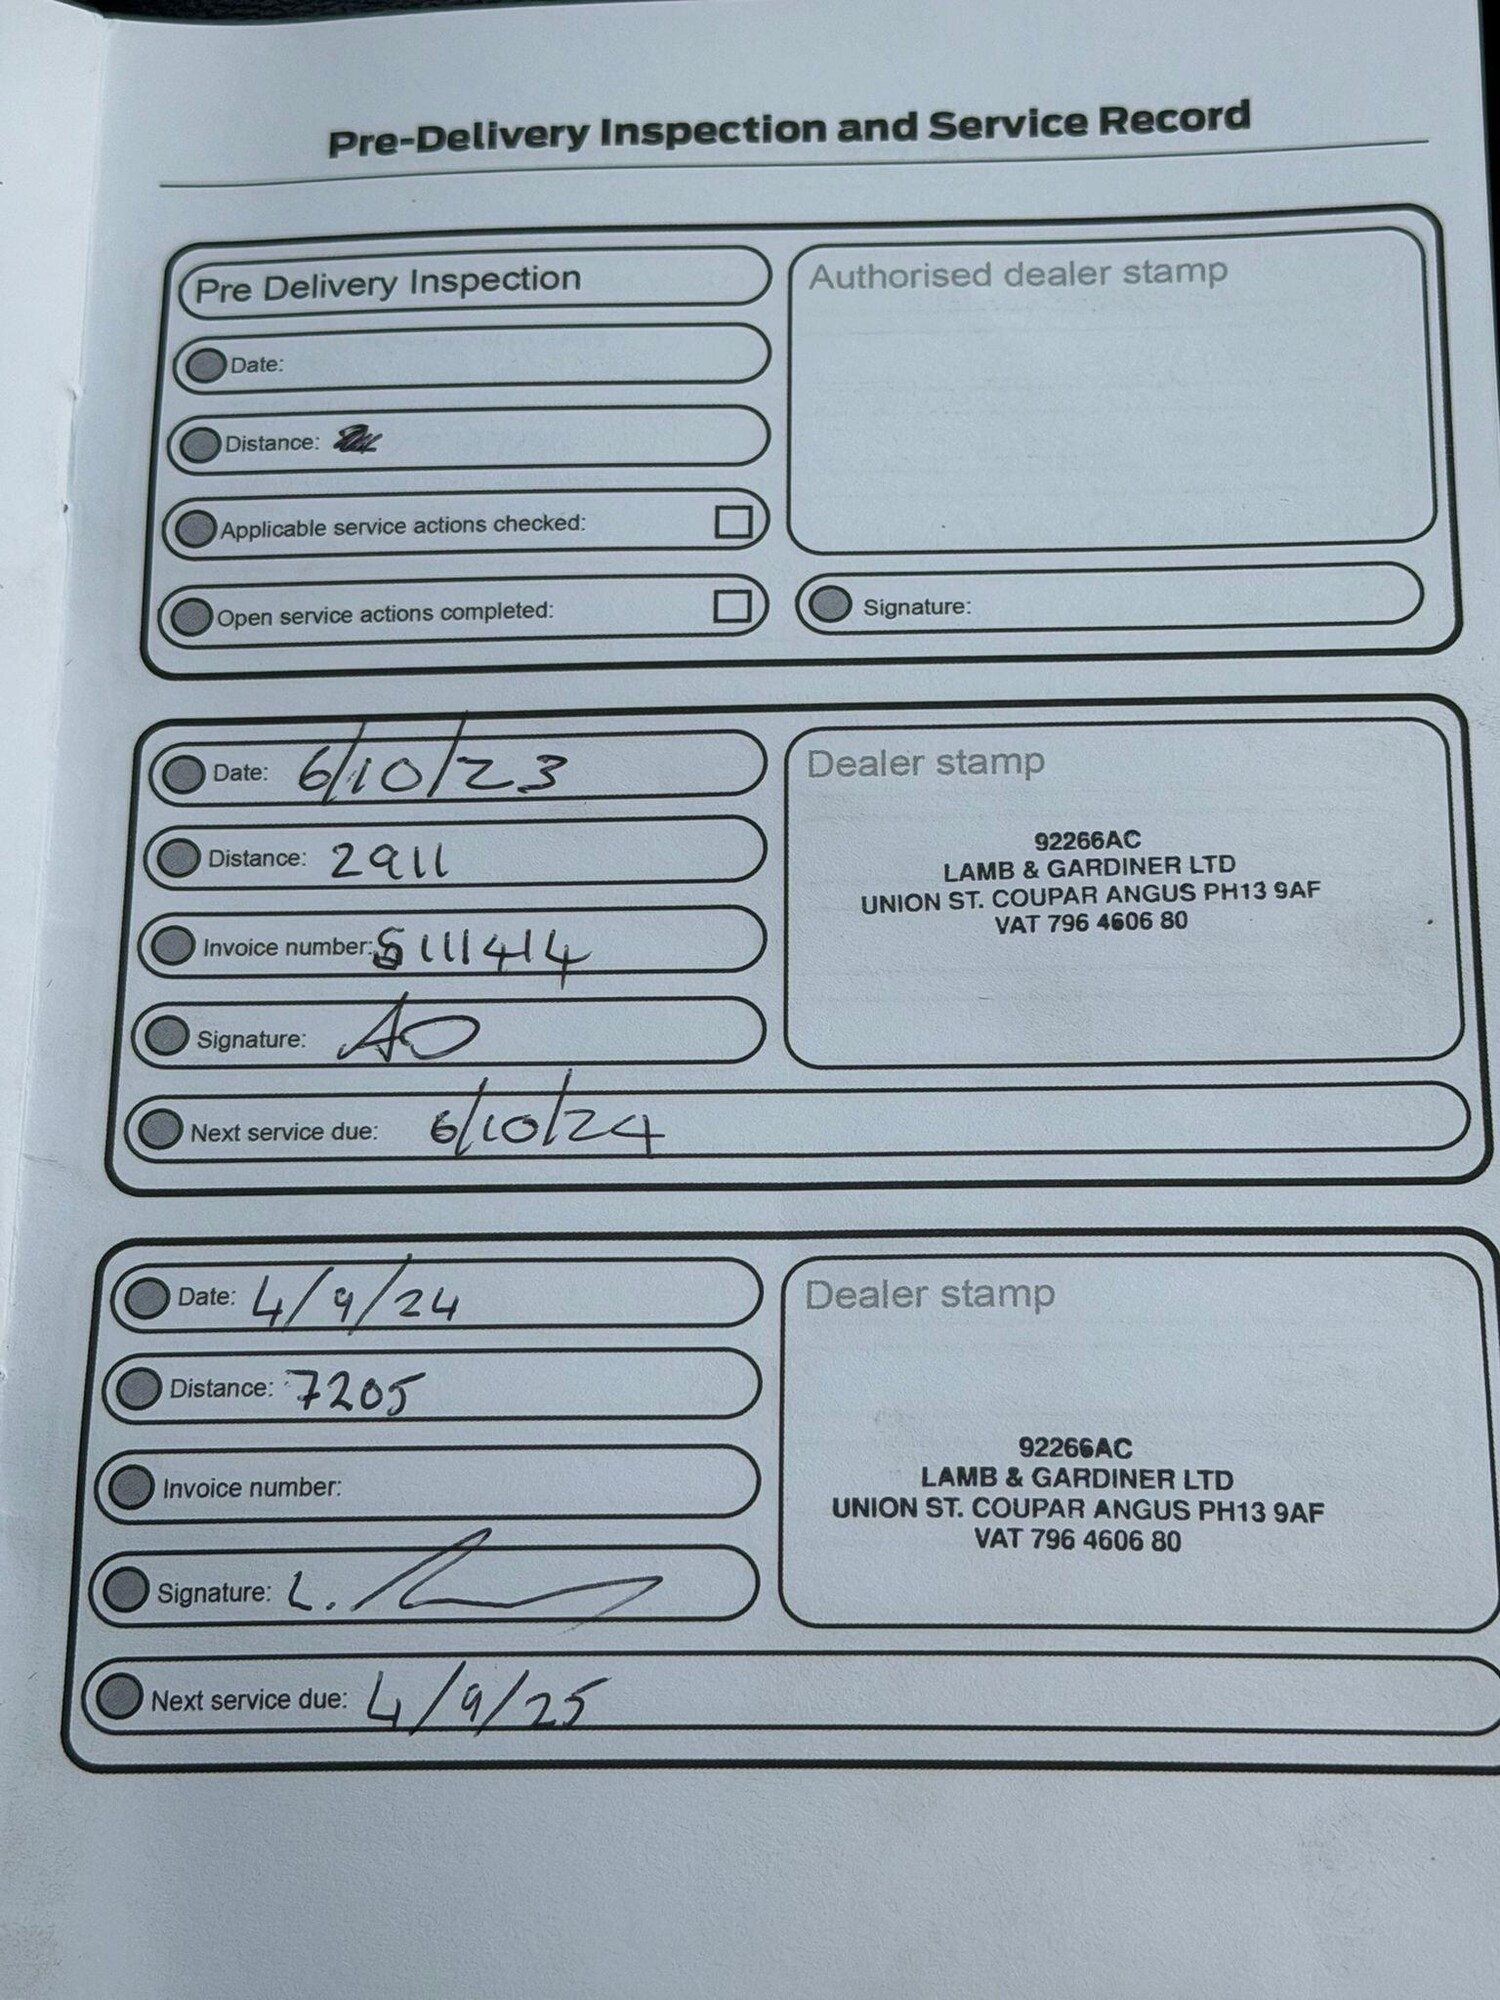 Pre-Delivery Inspection and Service Record
Pre Delivery Inspection
Authorised dealer stamp
Date:
Distance:
Applicable service actions checked:
Open service actions completed:
Signature:
Date: 6/10/23
Distance: 2911
Invoice number: S111414
Signature:
Next service due: 6/10/24
Dealer stamp
92266AC
LAMB & GARDINER LTD
UNION ST. COUPAR ANGUS PH13 9AF
VAT 796 4606 80
Date: 4/9/24
Distance: 7205
Invoice number:
Signature: L.
Next service due: 4/9/25
Dealer stamp
92266AC
LAMB & GARDINER LTD
UNION ST. COUPAR ANGUS PH13 9AF
VAT 796 4606 80